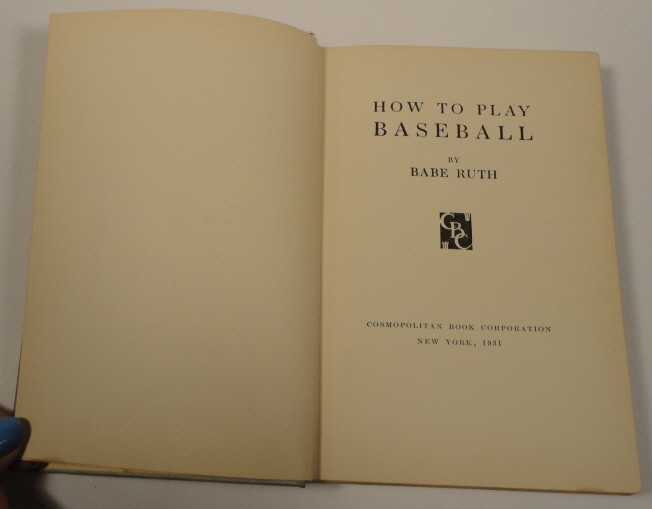 HOW TO PLAY
BASEBALL
BY
BABE RUTH
CBC
COSMOPOLITAN BOOK CORPORATION
NEW YORK, 1931